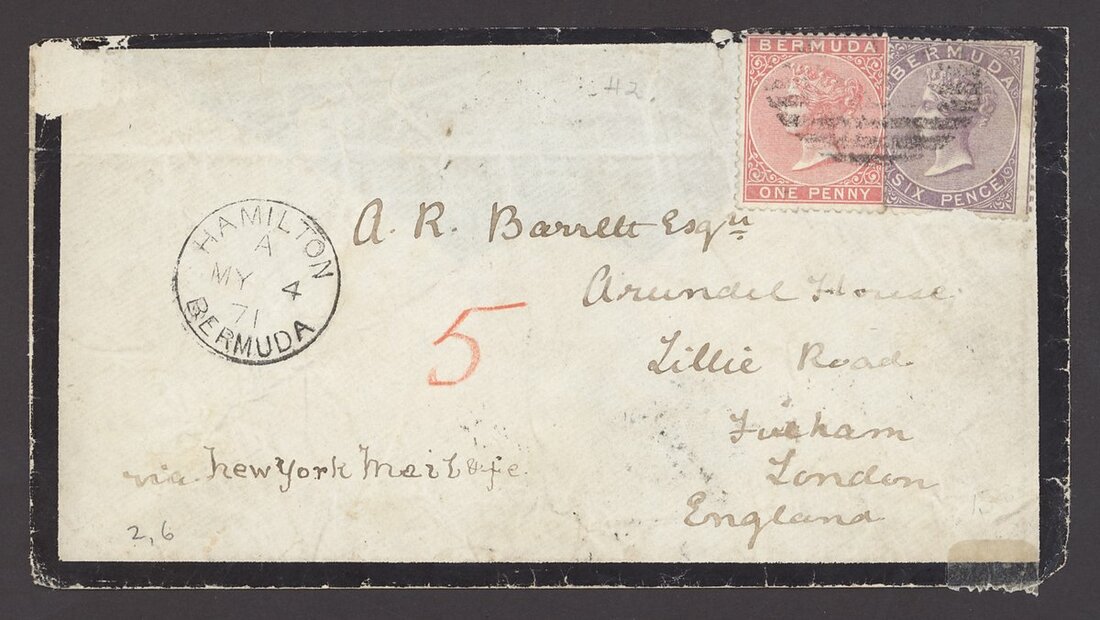 42.
BERMUDA
ONE PENNY
BERMUDA
SIX PENCE
HAMILTON
A
MY 4
71
BERMUDA
A. R. Barrett Esqr
Arundel House
Lillie Road
Fulham
London
England
5
via New York Mail
2,6